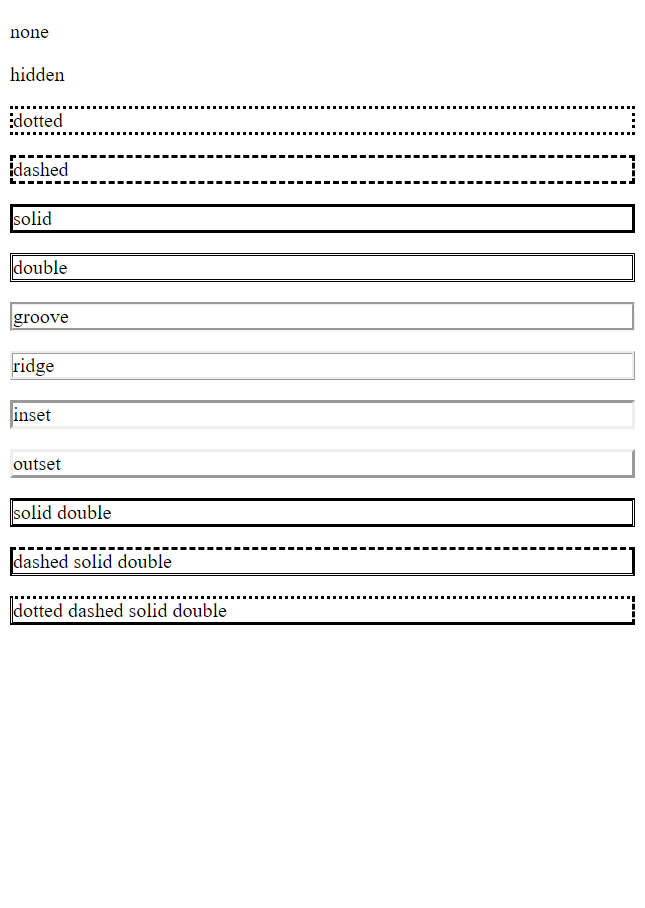 none
hidden
dotted
dashed
solid
double
groove
ridge
inset
outset
solid double
dashed solid double
dotted dashed solid double